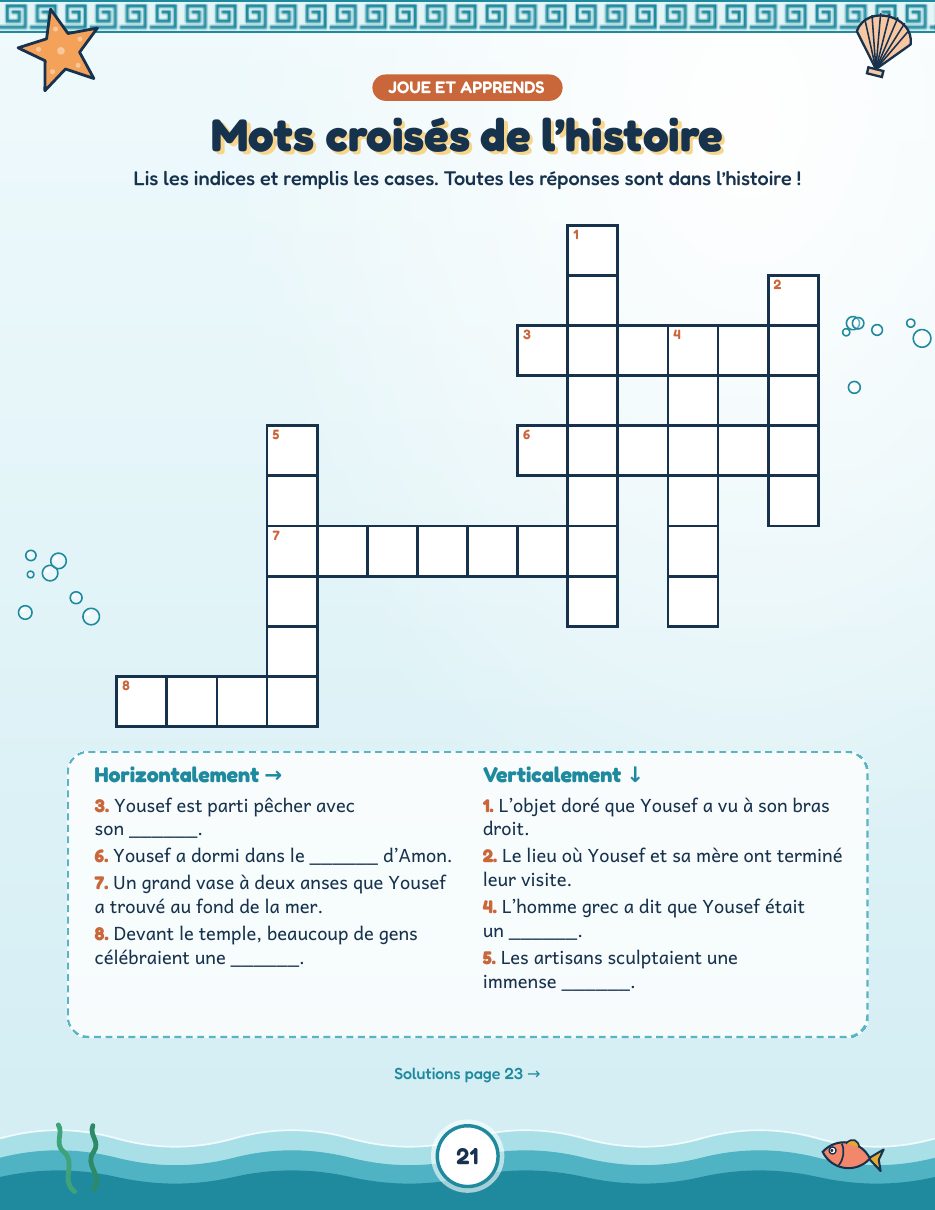 JOUE ET APPRENDS
Mots croisés de l’histoire
Lis les indices et remplis les cases. Toutes les réponses sont dans l’histoire !
1
2
3
4
5
6
7
8
Horizontalement →
3. Yousef est parti pêcher avec
son ______.
6. Yousef a dormi dans le ______ d’Amon.
7. Un grand vase à deux anses que Yousef
a trouvé au fond de la mer.
8. Devant le temple, beaucoup de gens
célébraient une ______.
Verticalement ↓
1. L’objet doré que Yousef a vu à son bras
droit.
2. Le lieu où Yousef et sa mère ont terminé
leur visite.
4. L’homme grec a dit que Yousef était
un ______.
5. Les artisans sculptaient une
immense ______.
Solutions page 23 →
21